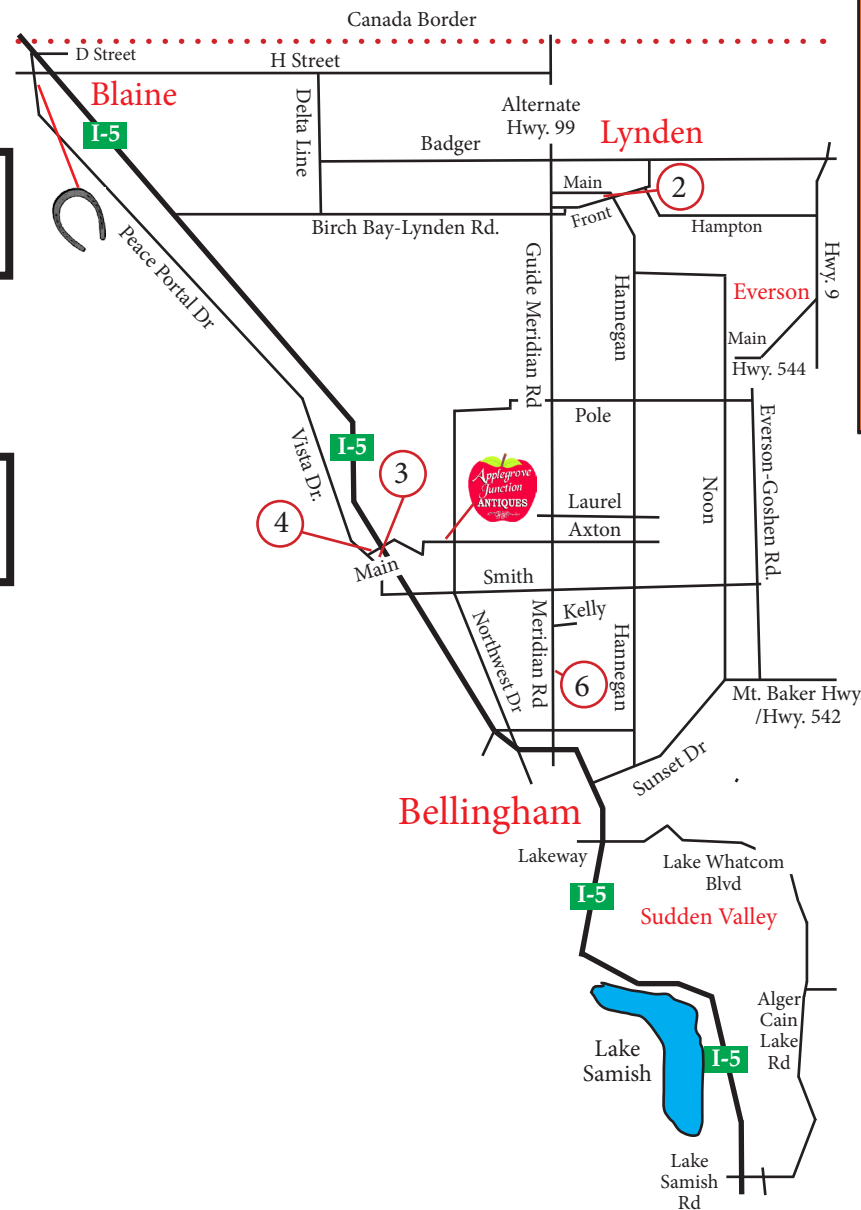 Canada Border
D Street
H Street
Blaine
I-5
Delta Line
Alternate
Hwy. 99
Lynden
Badger
Main
2
Front
Birch Bay-Lynden Rd.
Hampton
Peace Portal Dr
Guide Meridian Rd
Hannegan
Everson
Hwy. 9
Main
Hwy. 544
Pole
Vista Dr.
I-5
3
Applegrove
Junction
ANTIQUES
Laurel
Noon
Everson-Goshen Rd.
4
Axton
Main
Smith
Northwest Dr
Meridian Rd
Kelly
Hannegan
6
Mt. Baker Hwy
/Hwy. 542
Sunset Dr
Bellingham
Lakeway
Lake Whatcom
Blvd
I-5
Sudden Valley
Alger
Cain
Lake
Rd
Lake
Samish
I-5
Lake
Samish
Rd